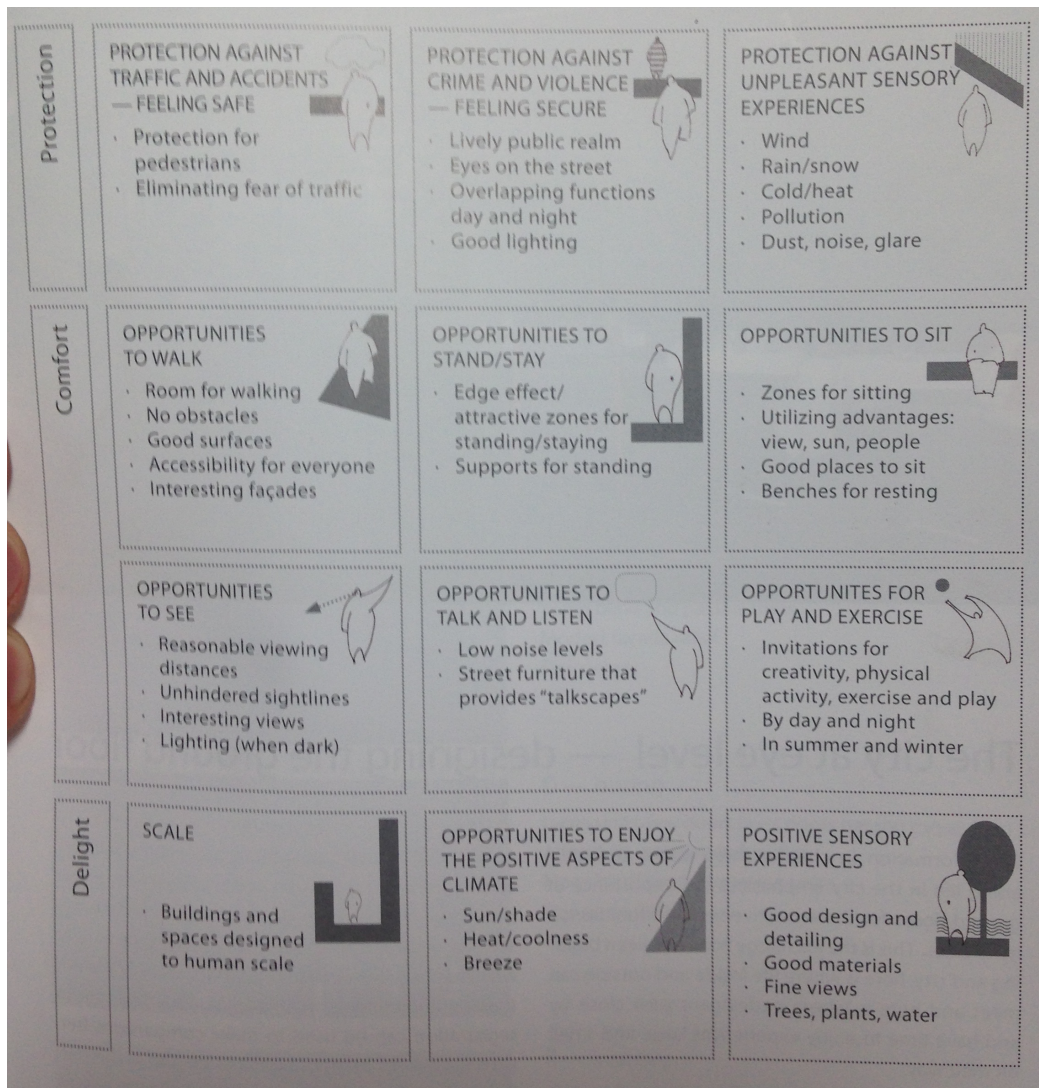 Protection
PROTECTION AGAINST
TRAFFIC AND ACCIDENTS
— FEELING SAFE
· Protection for
pedestrians
· Eliminating fear of traffic
PROTECTION AGAINST
CRIME AND VIOLENCE
— FEELING SECURE
· Lively public realm
· Eyes on the street
· Overlapping functions
day and night
· Good lighting
PROTECTION AGAINST
UNPLEASANT SENSORY
EXPERIENCES
· Wind
· Rain/snow
· Cold/heat
· Pollution
· Dust, noise, glare
Comfort
OPPORTUNITIES
TO WALK
· Room for walking
· No obstacles
· Good surfaces
· Accessibility for everyone
· Interesting façades
OPPORTUNITIES TO
STAND/STAY
· Edge effect/
attractive zones for
standing/staying
· Supports for standing
OPPORTUNITIES TO SIT
· Zones for sitting
· Utilizing advantages:
view, sun, people
· Good places to sit
· Benches for resting
OPPORTUNITIES
TO SEE
· Reasonable viewing
distances
· Unhindered sightlines
· Interesting views
· Lighting (when dark)
OPPORTUNITIES TO
TALK AND LISTEN
· Low noise levels
· Street furniture that
provides “talkscapes”
OPPORTUNITES FOR
PLAY AND EXERCISE
· Invitations for
creativity, physical
activity, exercise and play
· By day and night
· In summer and winter
Delight
SCALE
· Buildings and
spaces designed
to human scale
OPPORTUNITIES TO ENJOY
THE POSITIVE ASPECTS OF
CLIMATE
· Sun/shade
· Heat/coolness
· Breeze
POSITIVE SENSORY
EXPERIENCES
· Good design and
detailing
· Good materials
· Fine views
· Trees, plants, water